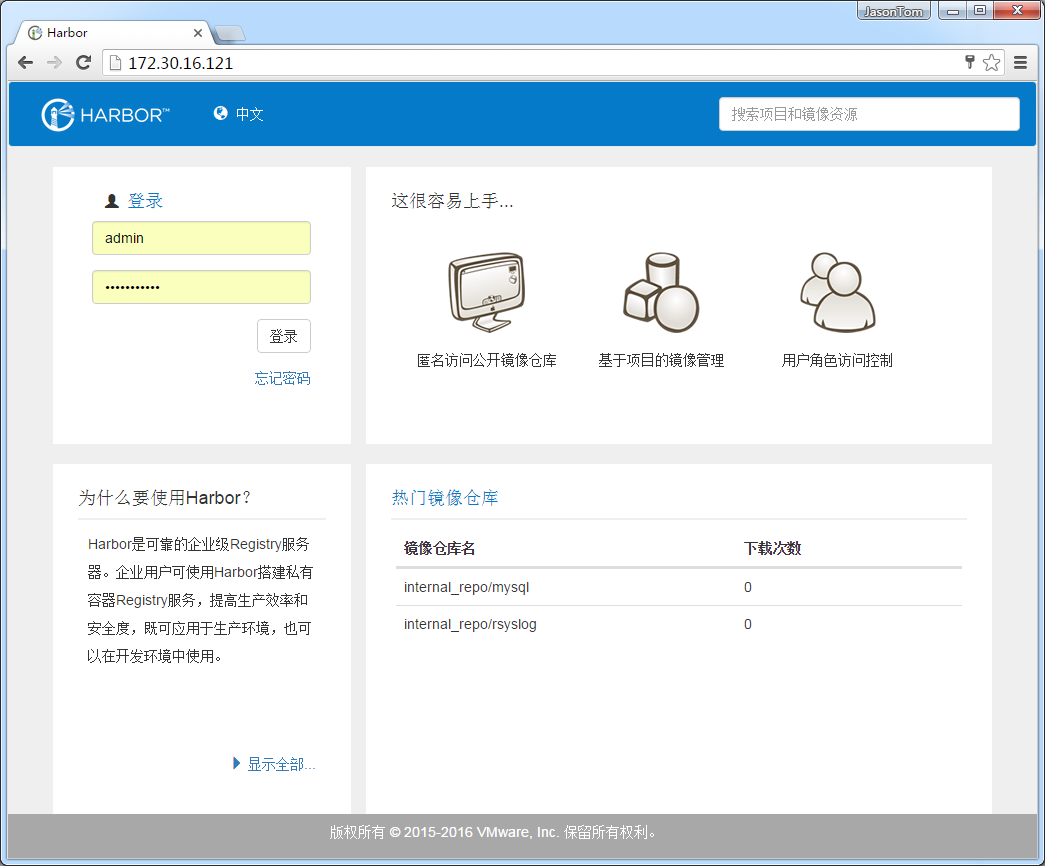 JasonTom
Harbor
172.30.16.121
HARBOR™
中文
搜索项目和镜像资源
登录
admin
•••••••••••
登录
忘记密码
这很容易上手...
匿名访问公开镜像仓库
基于项目的镜像管理
用户角色访问控制
为什么要使用Harbor?
Harbor是可靠的企业级Registry服务
器。企业用户可使用Harbor搭建私有
容器Registry服务，提高生产效率和
安全度，既可应用于生产环境，也可
以在开发环境中使用。
显示全部...
热门镜像仓库
镜像仓库名 下载次数
internal_repo/mysql 0
internal_repo/rsyslog 0
版权所有 © 2015-2016 VMware, Inc. 保留所有权利。